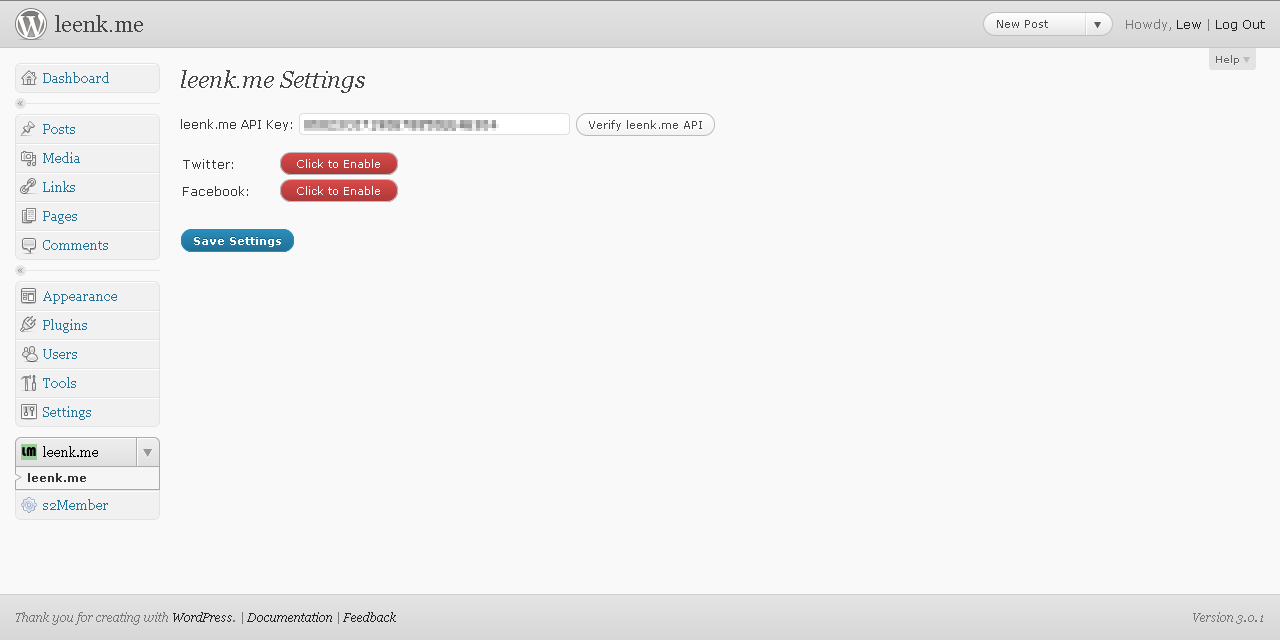 leenk.me
New Post
Howdy, Lew | Log Out
Help
Dashboard
Posts
Media
Links
Pages
Comments
Appearance
Plugins
Users
Tools
Settings
LM leenk.me
leenk.me
s2Member
leenk.me Settings
leenk.me API Key:
Verify leenk.me API
Twitter: Click to Enable
Facebook: Click to Enable
Save Settings
Thank you for creating with WordPress. | Documentation | Feedback
Version 3.0.1